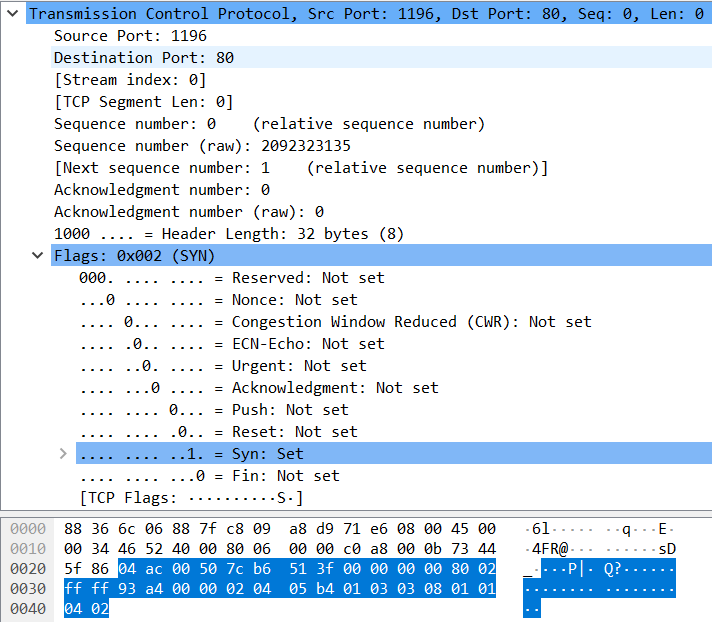 Transmission Control Protocol, Src Port: 1196, Dst Port: 80, Seq: 0, Len: 0
Source Port: 1196
Destination Port: 80
[Stream index: 0]
[TCP Segment Len: 0]
Sequence number: 0    (relative sequence number)
Sequence number (raw): 2092323135
[Next sequence number: 1    (relative sequence number)]
Acknowledgment number: 0
Acknowledgment number (raw): 0
1000 .... = Header Length: 32 bytes (8)
Flags: 0x002 (SYN)
000. .... .... = Reserved: Not set
...0 .... .... = Nonce: Not set
.... 0... .... = Congestion Window Reduced (CWR): Not set
.... .0.. .... = ECN-Echo: Not set
.... ..0. .... = Urgent: Not set
.... ...0 .... = Acknowledgment: Not set
.... .... 0... = Push: Not set
.... .... .0.. = Reset: Not set
.... .... ..1. = Syn: Set
.... .... ...0 = Fin: Not set
[TCP Flags: ··········S·]
0000  88 36 6c 06 88 7f c8 09  a8 d9 71 e6 08 00 45 00  ·6l····· ··q···E·
0010  00 34 46 52 40 00 80 06  00 00 c0 a8 00 0b 73 44  ·4FR@··· ······sD
0020  5f 86 04 ac 00 50 7c b6  51 3f 00 00 00 00 80 02  _····P|· Q?······
0030  ff ff 93 a4 00 00 02 04  05 b4 01 03 03 08 01 01  ········ ········
0040  04 02  ··